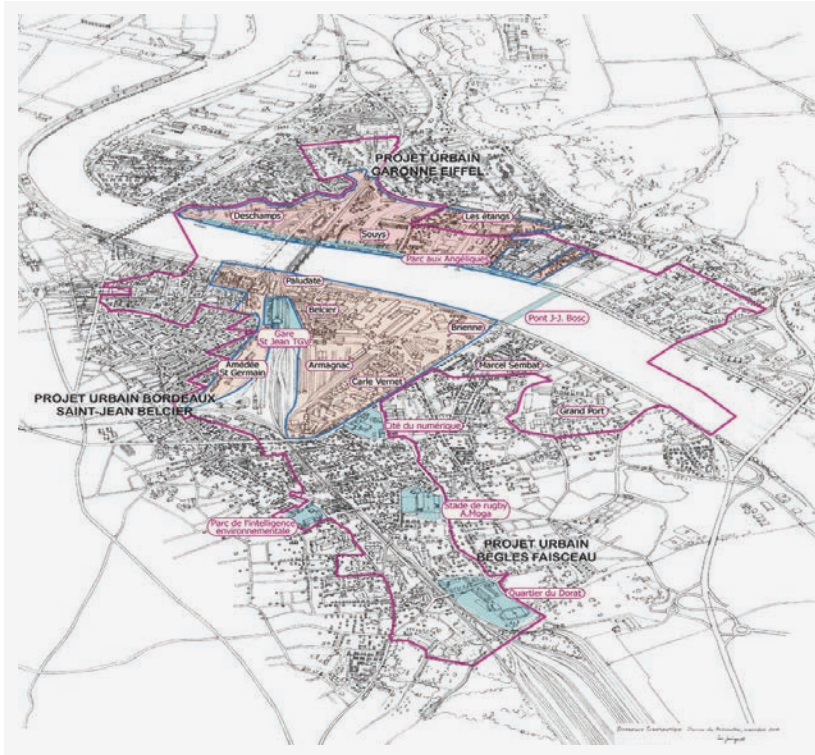 PROJET URBAIN
GARONNE EIFFEL
Deschamps
Les étangs
Souys
Parc aux Angéliques
Paludate
Belcier
Gare
St Jean TGV
Brienne
Pont J-J. Bosc
Amédée
St Germain
Armagnac
Marcel Sembat
Carle Vernet
PROJET URBAIN BORDEAUX
SAINT-JEAN BELCIER
Grand Port
Cité du numérique
Stade de rugby
A.Moga
Parc de l'intelligence
environnementale
PROJET URBAIN
BÈGLES FAISCEAU
Quartier du Dorat